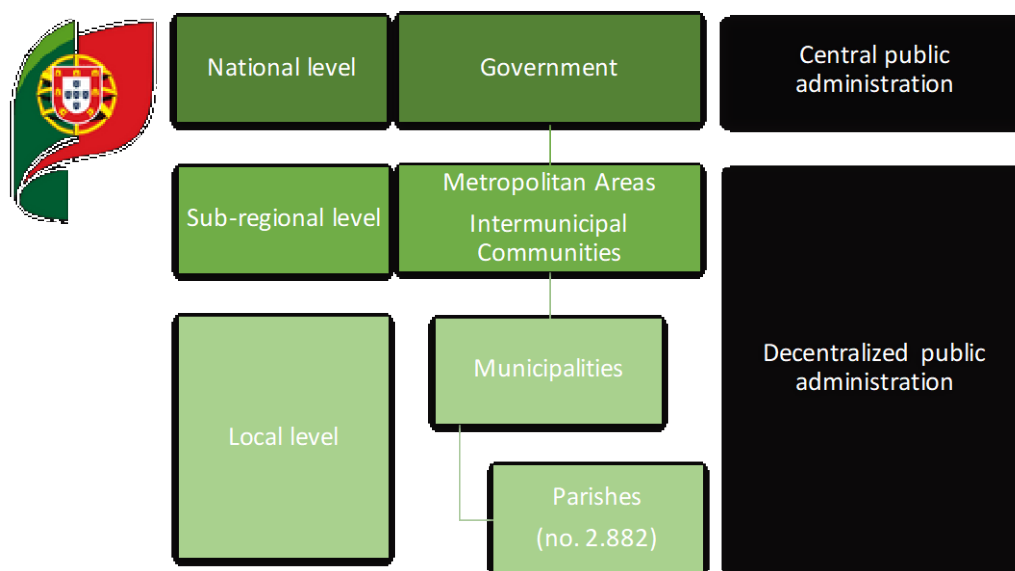 National level
Government
Central public
administration
Sub-regional level
Metropolitan Areas
Intermunicipal
Communities
Decentralized public
administration
Local level
Municipalities
Parishes
(no. 2.882)